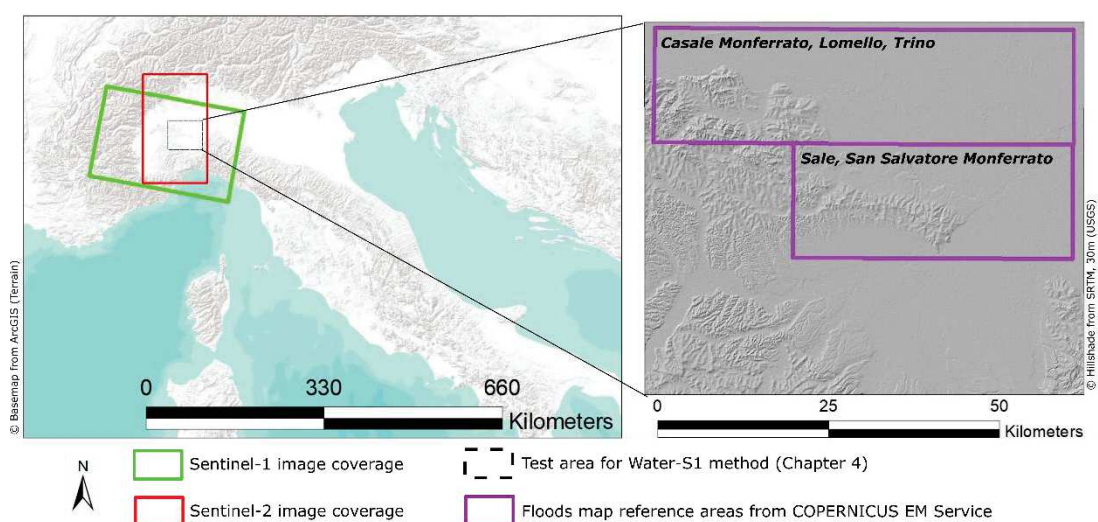 © Basemap from ArcGIS (Terrain)
0 330 660
Kilometers
Casale Monferrato, Lomello, Trino
Sale, San Salvatore Monferrato
© Hillshade from SRTM, 30m (USGS)
0 25 50
Kilometers
N
Sentinel-1 image coverage
Test area for Water-S1 method (Chapter 4)
Sentinel-2 image coverage
Floods map reference areas from COPERNICUS EM Service